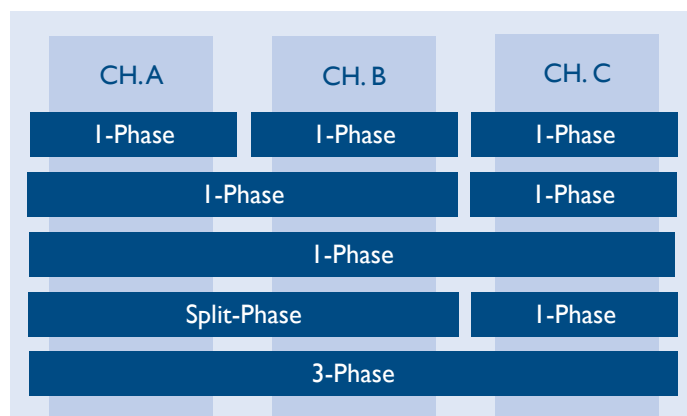 CH. A CH. B CH. C
1-Phase 1-Phase 1-Phase
1-Phase 1-Phase
1-Phase
Split-Phase 1-Phase
3-Phase